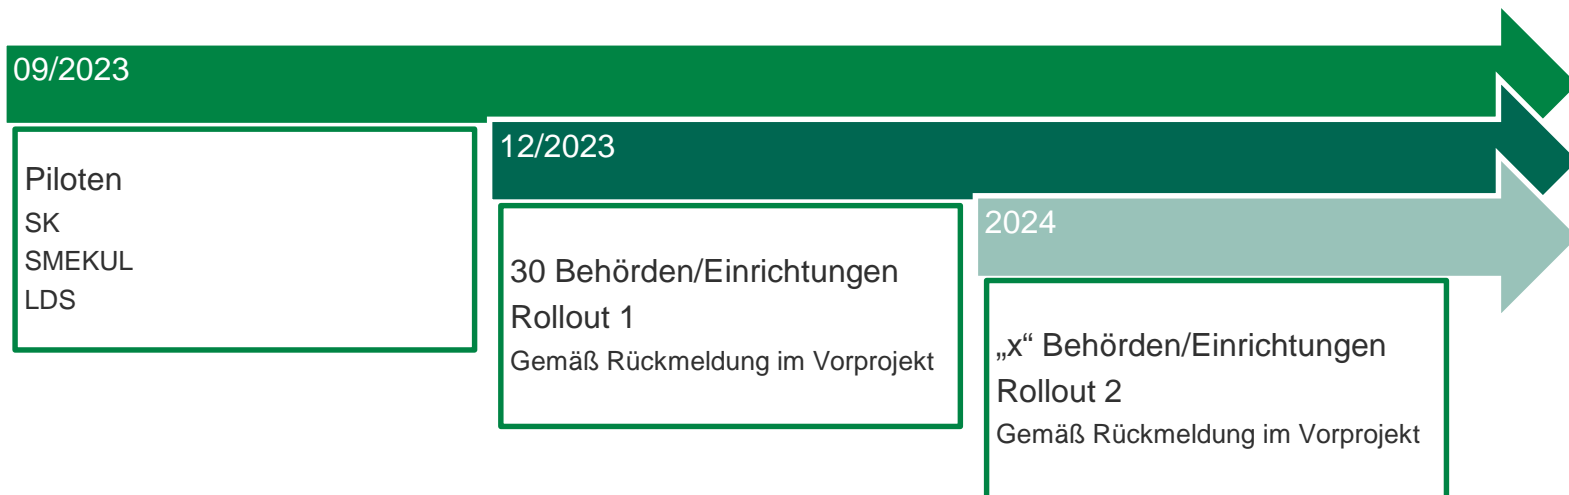 09/2023
Piloten
SK
SMEKUL
LDS
12/2023
30 Behörden/Einrichtungen
Rollout 1
Gemäß Rückmeldung im Vorprojekt
2024
„x“ Behörden/Einrichtungen
Rollout 2
Gemäß Rückmeldung im Vorprojekt